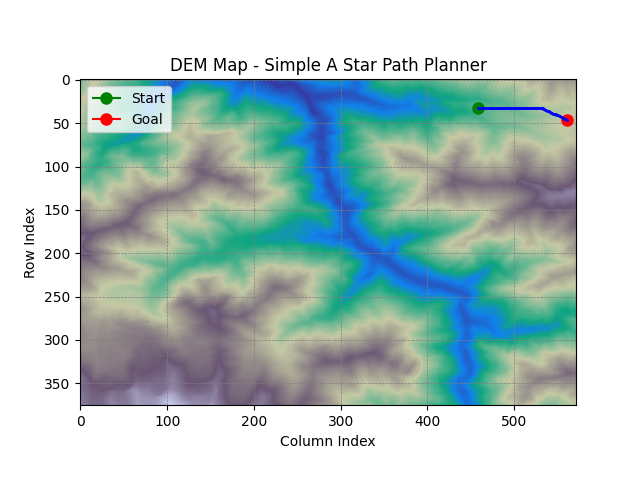 DEM Map - Simple A Star Path Planner
Start
Goal
0
50
100
150
200
250
300
350
Row Index
0 100 200 300 400 500
Column Index